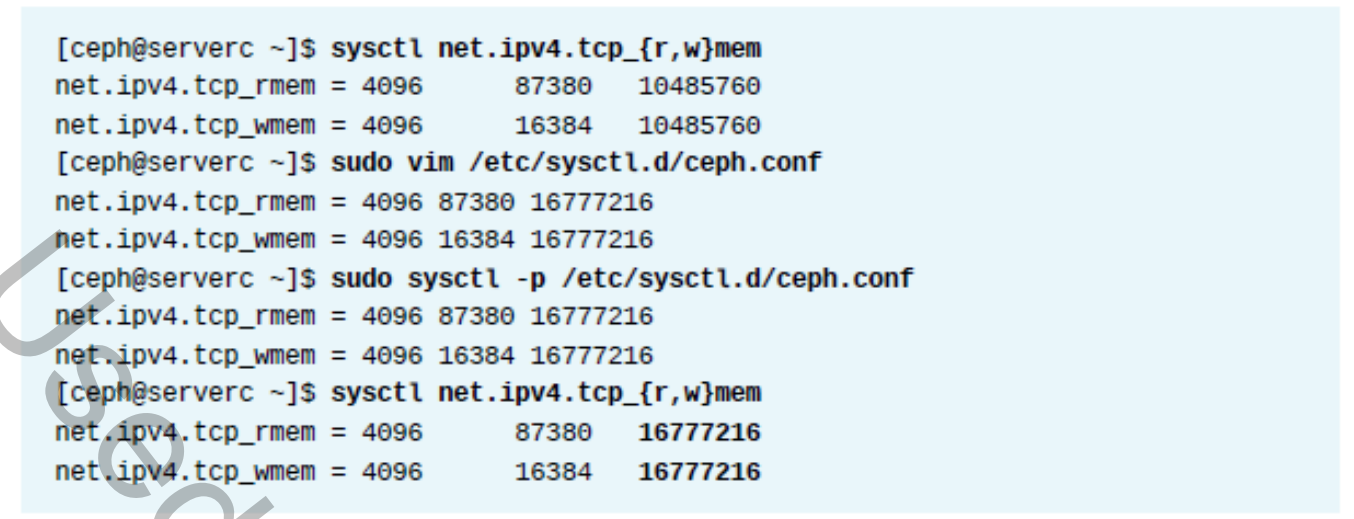 [ceph@serverc ~]$ sysctl net.ipv4.tcp_{r,w}mem
net.ipv4.tcp_rmem = 4096 87380 10485760
net.ipv4.tcp_wmem = 4096 16384 10485760
[ceph@serverc ~]$ sudo vim /etc/sysctl.d/ceph.conf
net.ipv4.tcp_rmem = 4096 87380 16777216
net.ipv4.tcp_wmem = 4096 16384 16777216
[ceph@serverc ~]$ sudo sysctl -p /etc/sysctl.d/ceph.conf
net.ipv4.tcp_rmem = 4096 87380 16777216
net.ipv4.tcp_wmem = 4096 16384 16777216
[ceph@serverc ~]$ sysctl net.ipv4.tcp_{r,w}mem
net.ipv4.tcp_rmem = 4096 87380 16777216
net.ipv4.tcp_wmem = 4096 16384 16777216
Used